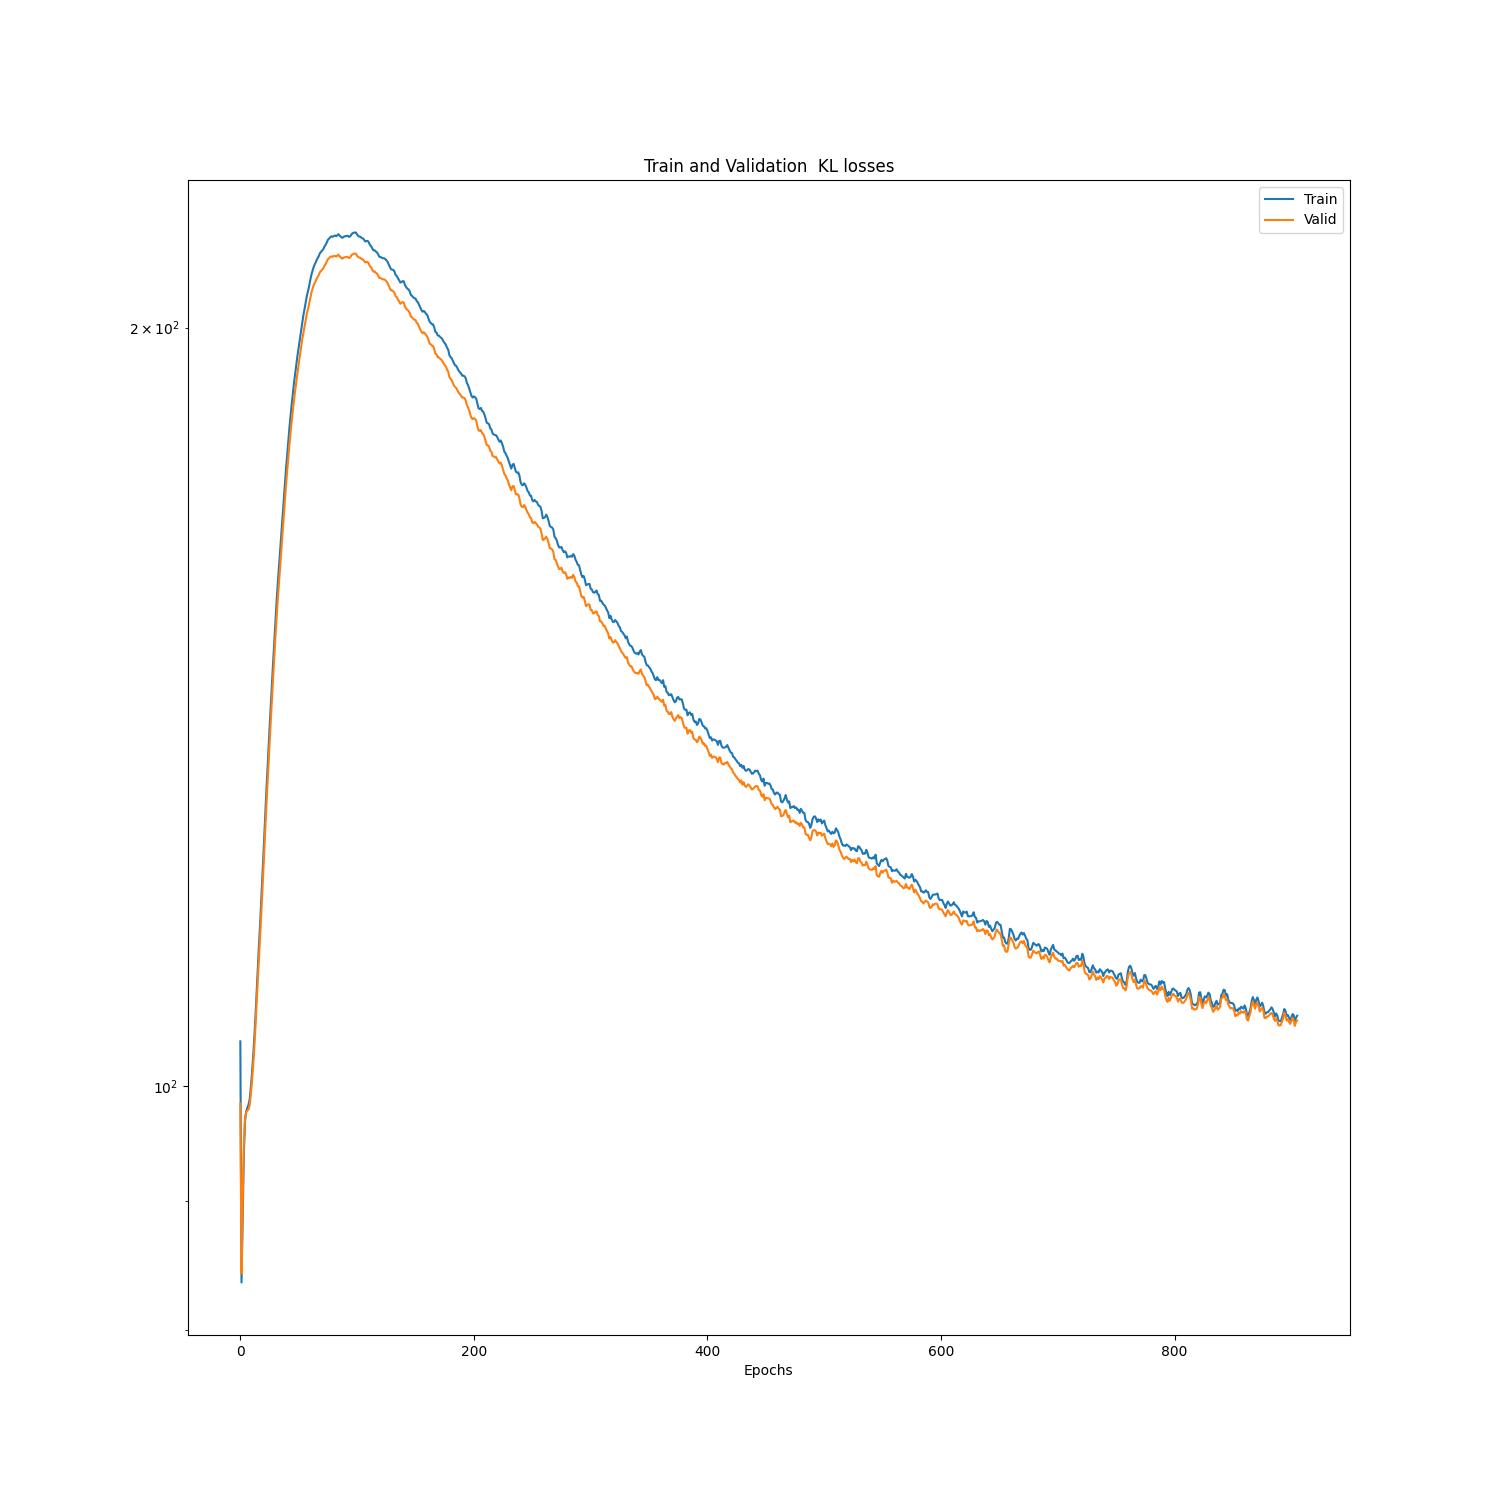 Train and Validation  KL losses
Train
Valid
2 × 10²
10²
0 200 400 600 800
Epochs